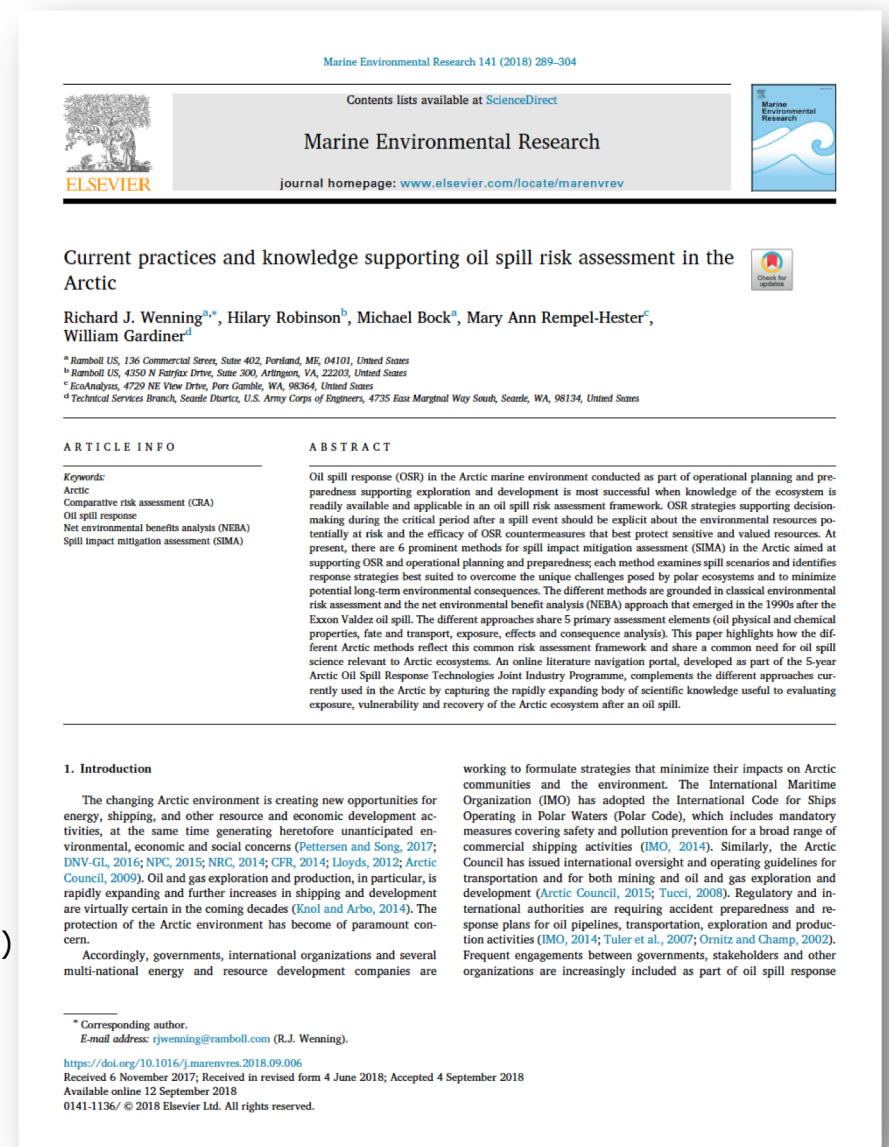 Marine Environmental Research 141 (2018) 289–304
Contents lists available at ScienceDirect
Marine Environmental Research
journal homepage: www.elsevier.com/locate/marenvrev
ELSEVIER
Marine
Environmental
Research
Current practices and knowledge supporting oil spill risk assessment in the
Arctic
Check for
updates
Richard J. Wenninga,*, Hilary Robinsonb, Michael Bocka, Mary Ann Rempel-Hesterc,
William Gardinerd
a Ramboll US, 136 Commercial Street, Suite 402, Portland, ME, 04101, United States
b Ramboll US, 4350 N Fairfax Drive, Suite 300, Arlington, VA, 22203, United States
c EcoAnalysts, 4729 NE View Drive, Port Gamble, WA, 98364, United States
d Technical Services Branch, Seattle District, U.S. Army Corps of Engineers, 4735 East Marginal Way South, Seattle, WA, 98134, United States
ARTICLE INFO
Keywords:
Arctic
Comparative risk assessment (CRA)
Oil spill response
Net environmental benefits analysis (NEBA)
Spill impact mitigation assessment (SIMA)
ABSTRACT
Oil spill response (OSR) in the Arctic marine environment conducted as part of operational planning and pre-
paredness supporting exploration and development is most successful when knowledge of the ecosystem is
readily available and applicable in an oil spill risk assessment framework. OSR strategies supporting decision-
making during the critical period after a spill event should be explicit about the environmental resources po-
tentially at risk and the efficacy of OSR countermeasures that best protect sensitive and valued resources. At
present, there are 6 prominent methods for spill impact mitigation assessment (SIMA) in the Arctic aimed at
supporting OSR and operational planning and preparedness; each method examines spill scenarios and identifies
response strategies best suited to overcome the unique challenges posed by polar ecosystems and to minimize
potential long-term environmental consequences. The different methods are grounded in classical environmental
risk assessment and the net environmental benefit analysis (NEBA) approach that emerged in the 1990s after the
Exxon Valdez oil spill. The different approaches share 5 primary assessment elements (oil physical and chemical
properties, fate and transport, exposure, effects and consequence analysis). This paper highlights how the dif-
ferent Arctic methods reflect this common risk assessment framework and share a common need for oil spill
science relevant to Arctic ecosystems. An online literature navigation portal, developed as part of the 5-year
Arctic Oil Spill Response Technologies Joint Industry Programme, complements the different approaches cur-
rently used in the Arctic by capturing the rapidly expanding body of scientific knowledge useful to evaluating
exposure, vulnerability and recovery of the Arctic ecosystem after an oil spill.
1. Introduction
The changing Arctic environment is creating new opportunities for
energy, shipping, and other resource and economic development ac-
tivities, at the same time generating heretofore unanticipated en-
vironmental, economic and social concerns (Pettersen and Song, 2017;
DNV-GL, 2016; NPC, 2015; NRC, 2014; CFR, 2014; Lloyds, 2012; Arctic
Council, 2009). Oil and gas exploration and production, in particular, is
rapidly expanding and further increases in shipping and development
are virtually certain in the coming decades (Knol and Arbo, 2014). The
protection of the Arctic environment has become of paramount con-
cern.
Accordingly, governments, international organizations and several
multi-national energy and resource development companies are
working to formulate strategies that minimize their impacts on Arctic
communities and the environment. The International Maritime
Organization (IMO) has adopted the International Code for Ships
Operating in Polar Waters (Polar Code), which includes mandatory
measures covering safety and pollution prevention for a broad range of
commercial shipping activities (IMO, 2014). Similarly, the Arctic
Council has issued international oversight and operating guidelines for
transportation and for both mining and oil and gas exploration and
development (Arctic Council, 2015; Tucci, 2008). Regulatory and in-
ternational authorities are requiring accident preparedness and re-
sponse plans for oil pipelines, transportation, exploration and produc-
tion activities (IMO, 2014; Tuler et al., 2007; Ornitz and Champ, 2002).
Frequent engagements between governments, stakeholders and other
organizations are increasingly included as part of oil spill response
)
* Corresponding author.
E-mail address: rjwenning@ramboll.com (R.J. Wenning).
https://doi.org/10.1016/j.marenvres.2018.09.006
Received 6 November 2017; Received in revised form 4 June 2018; Accepted 4 September 2018
Available online 12 September 2018
0141-1136/ © 2018 Elsevier Ltd. All rights reserved.